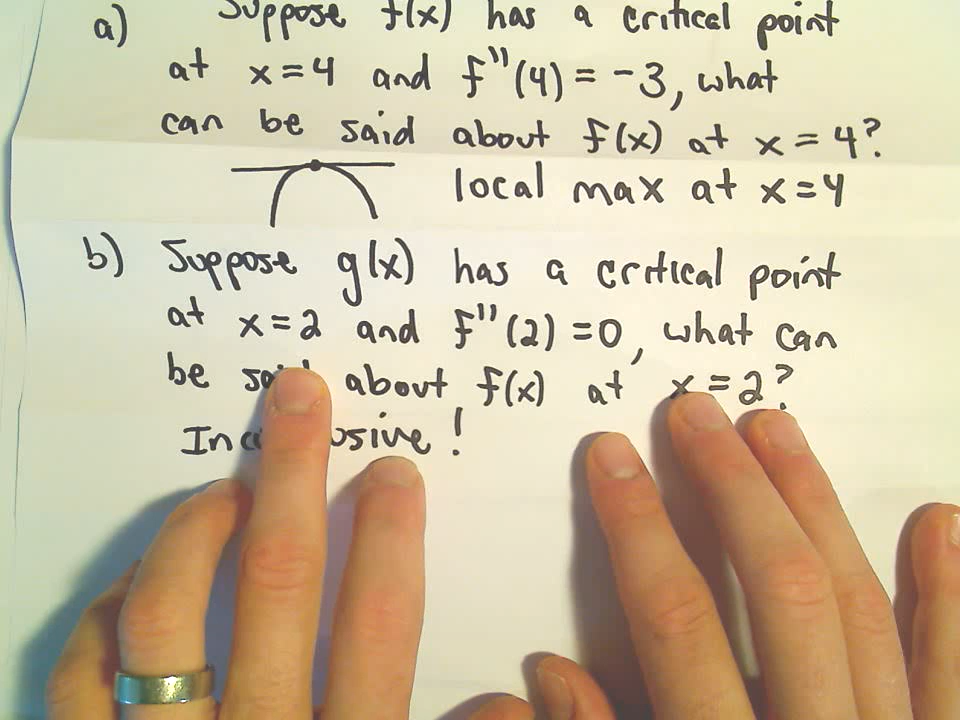 a) Suppose f(x) has a critical point
at x = 4 and f''(4) = -3, what
can be said about f(x) at x = 4?
local max at x=4
b) Suppose g(x) has a critical point
at x = 2 and f''(2) = 0, what can
be said about f(x) at x = 2?
!